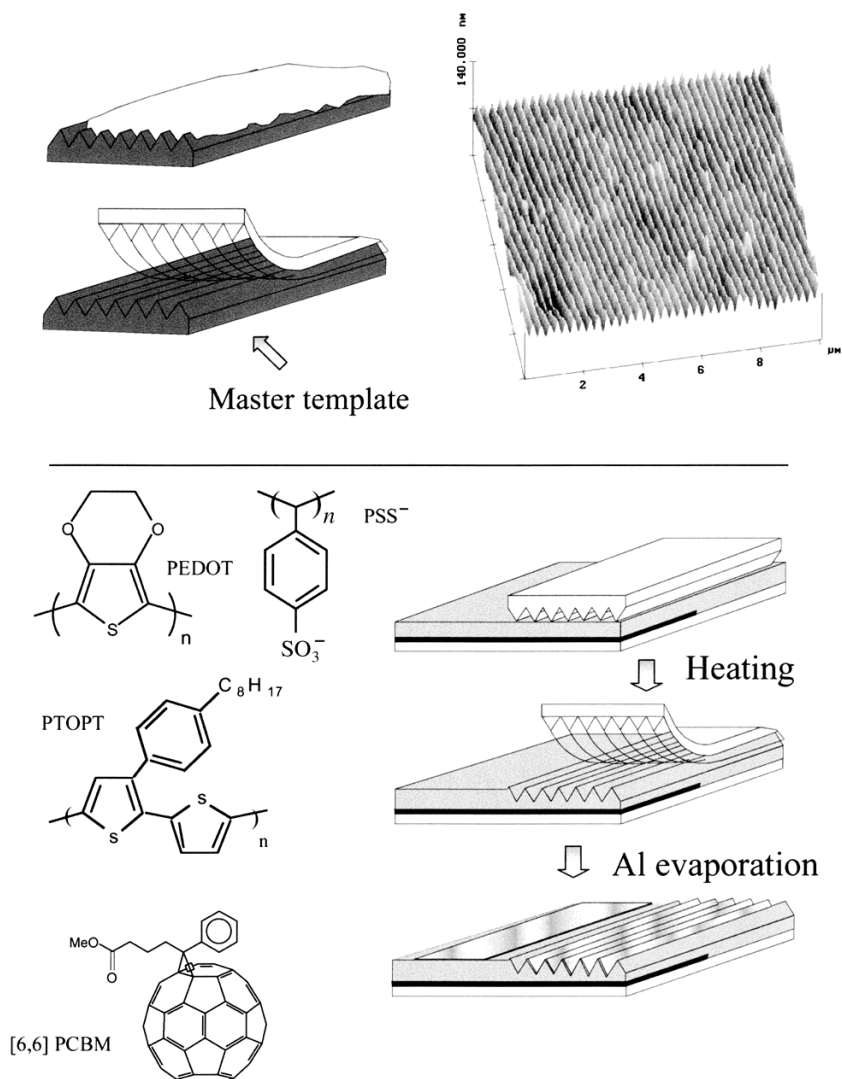 140.000 nM
2
4
6
8
μM
Master template
O
O
S
n
PEDOT
n
PSS⁻
SO₃⁻
C₈H₁₇
PTOPT
S
S
n
MeO
O
[6,6] PCBM
Heating
Al evaporation